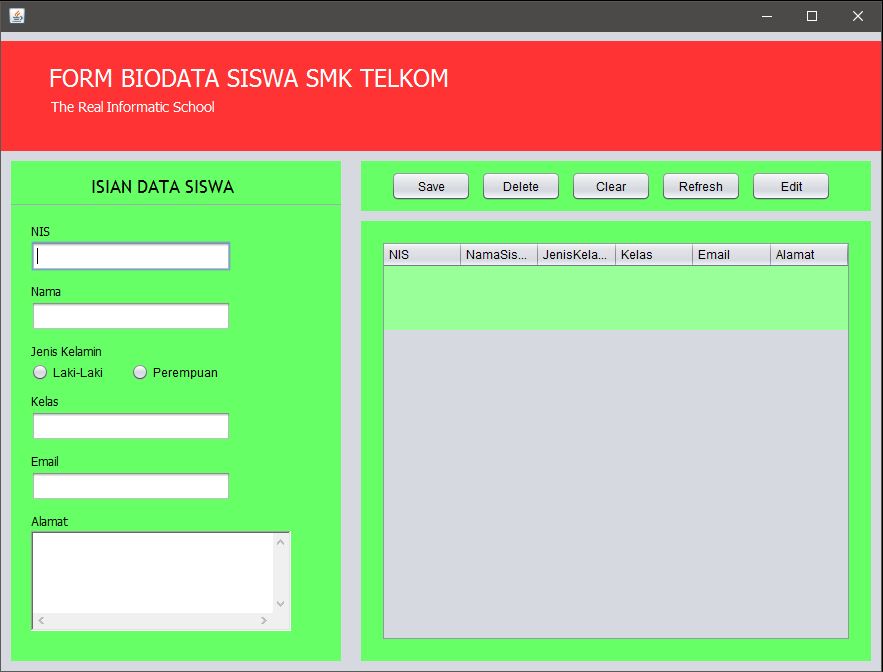 FORM BIODATA SISWA SMK TELKOM
The Real Informatic School
ISIAN DATA SISWA
NIS
Nama
Jenis Kelamin
Laki-Laki Perempuan
Kelas
Email
Alamat
Save Delete Clear Refresh Edit
NIS NamaSis... JenisKela... Kelas Email Alamat